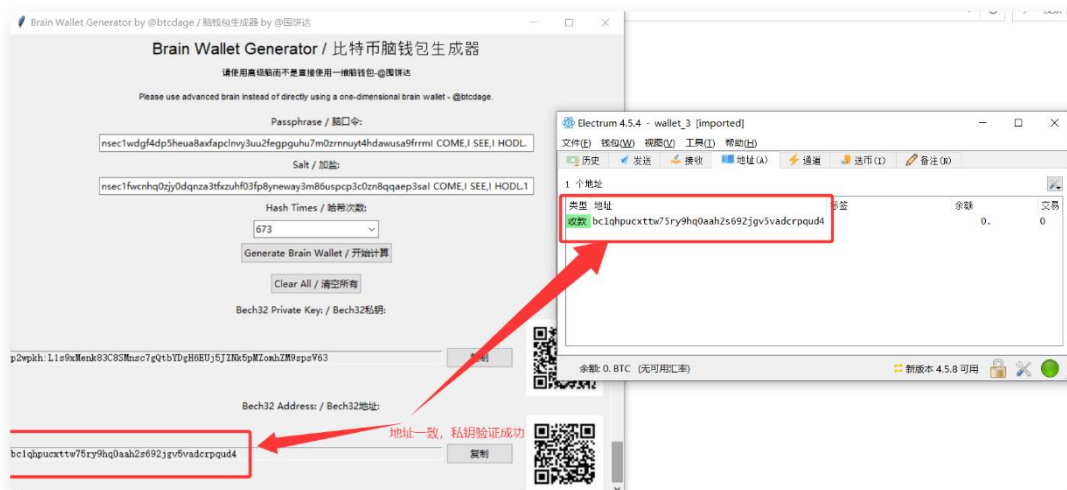 Brain Wallet Generator by @btcdage / 脑钱包生成器 by @围饼达
Brain Wallet Generator / 比特币脑钱包生成器
请使用高级脑而不是直接使用一维脑钱包-@围饼达
Please use advanced brain instead of directly using a one-dimensional brain wallet - @btcdage.
Passphrase / 脑口令:
nsec1wdgf4dp5heua8axfapclnvy3uu2fegpguhu7m0zrnnuyt4hdawusa9frrml COME,I SEE,I HODL.
Salt / 加盐:
nsec1fwcnhq0zjy0dqnza3tfxzuhf03fp8yneway3m86uspcp3c0zn8qqaep3sal COME,I SEE,I HODL.1
Hash Times / 哈希次数:
673
Generate Brain Wallet / 开始计算
Clear All / 清空所有
Bech32 Private Key: / Bech32私钥:
p2wpkh:L1s9xMenk83C8SMnsc7gQtbYDgH6EUj5JZNk5pMZomhZM9spsV63
复制
Bech32 Address: / Bech32地址:
地址一致，私钥验证成功
bc1qhpucxttw75ry9hq0aah2s692jgv5vadcrpqud4
复制
Electrum 4.5.4 - wallet_3 [imported]
文件(F) 钱包(W) 视图(V) 工具(T) 帮助(H)
历史 发送 接收 地址(A) 通道 送币(I) 备注(N)
1 个地址
类型 地址 标签 余额 交易
收款 bc1qhpucxttw75ry9hq0aah2s692jgv5vadcrpqud4 0. 0
余额: 0. BTC (无可用汇率) 新版本 4.5.8 可用